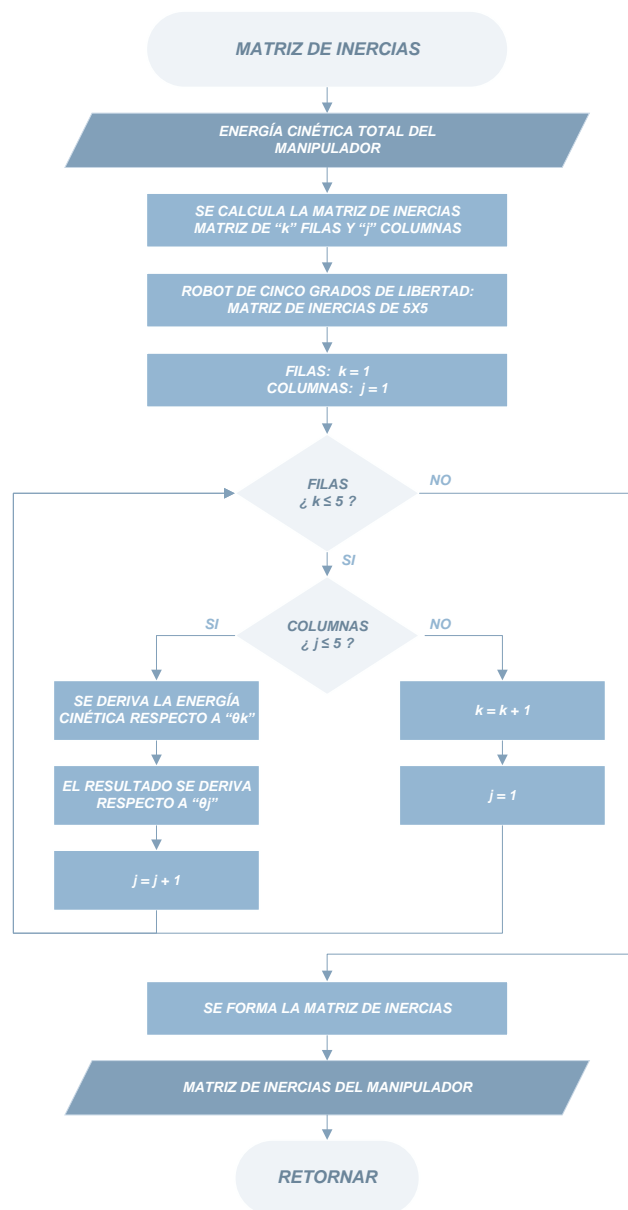 MATRIZ DE INERCIAS
ENERGÍA CINÉTICA TOTAL DEL
MANIPULADOR
SE CALCULA LA MATRIZ DE INERCIAS
MATRIZ DE “k” FILAS Y “j” COLUMNAS
ROBOT DE CINCO GRADOS DE LIBERTAD:
MATRIZ DE INERCIAS DE 5X5
FILAS: k = 1
COLUMNAS: j = 1
FILAS
¿ k ≤ 5 ?
NO
SI
COLUMNAS
¿ j ≤ 5 ?
SI
NO
SE DERIVA LA ENERGÍA
CINÉTICA RESPECTO A “θk”
k = k + 1
EL RESULTADO SE DERIVA
RESPECTO A “θj”
j = 1
j = j + 1
SE FORMA LA MATRIZ DE INERCIAS
MATRIZ DE INERCIAS DEL MANIPULADOR
RETORNAR